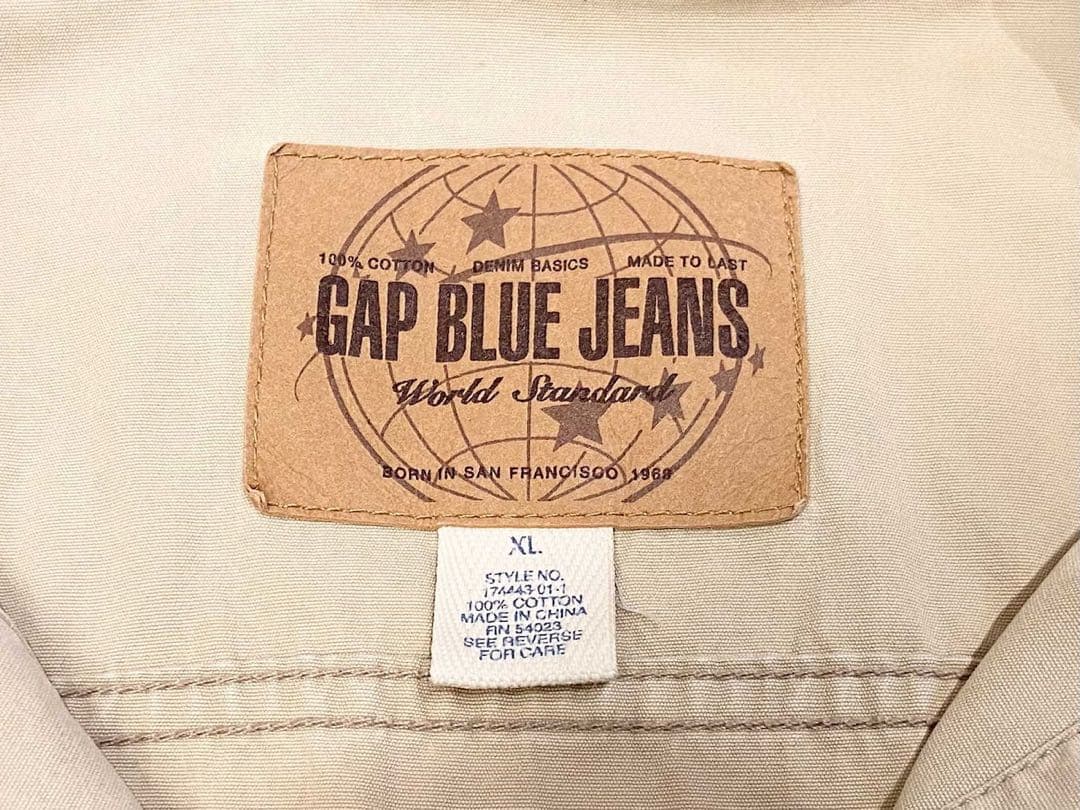 100% COTTON DENIM BASICS MADE TO LAST
GAP BLUE JEANS
World Standard
BORN IN SAN FRANCISCO 1969
XL.
STYLE NO.
174443-01-1
100% COTTON
MADE IN CHINA
RN 54023
SEE REVERSE
FOR CARE